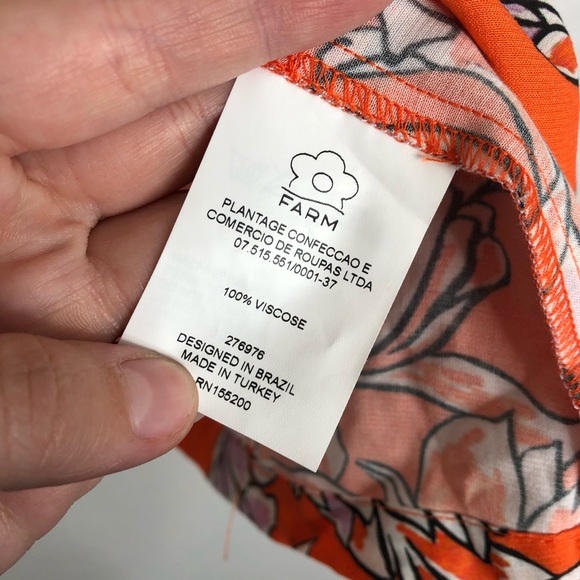 FARM
PLANTAGE CONFECCAO E
COMERCIO DE ROUPAS LTDA
07.515.551/0001-37
100% VISCOSE
276976
DESIGNED IN BRAZIL
MADE IN TURKEY
RN155200